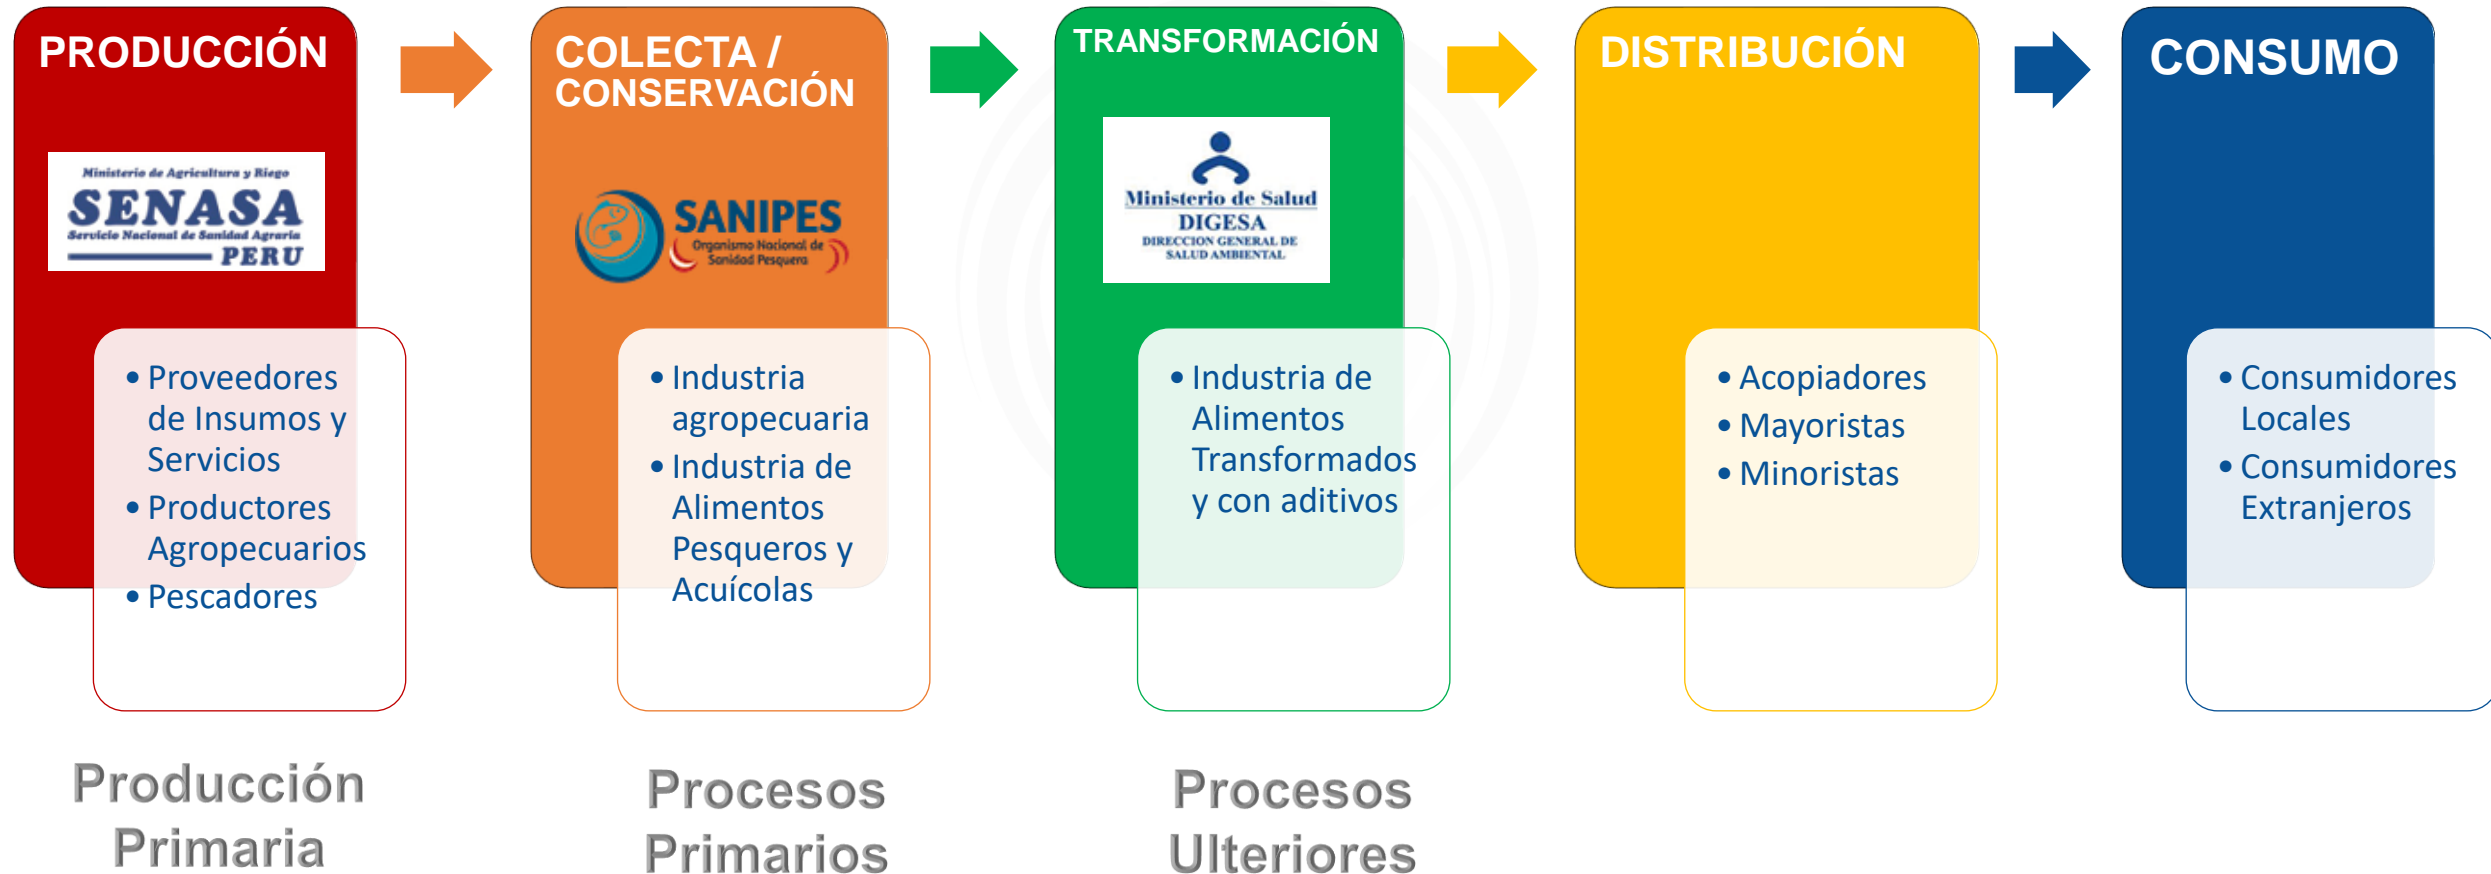 PRODUCCIÓN
Ministerio de Agricultura y Riego
SENASA
Servicio Nacional de Sanidad Agraria
PERU
• Proveedores
de Insumos y
Servicios
• Productores
Agropecuarios
• Pescadores
Producción
Primaria
COLECTA /
CONSERVACIÓN
SANIPES
Organismo Nacional de
Sanidad Pesquera
• Industria
agropecuaria
• Industria de
Alimentos
Pesqueros y
Acuícolas
Procesos
Primarios
TRANSFORMACIÓN
Ministerio de Salud
DIGESA
DIRECCION GENERAL DE
SALUD AMBIENTAL
• Industria de
Alimentos
Transformados
y con aditivos
Procesos
Ulteriores
DISTRIBUCIÓN
• Acopiadores
• Mayoristas
• Minoristas
CONSUMO
• Consumidores
Locales
• Consumidores
Extranjeros